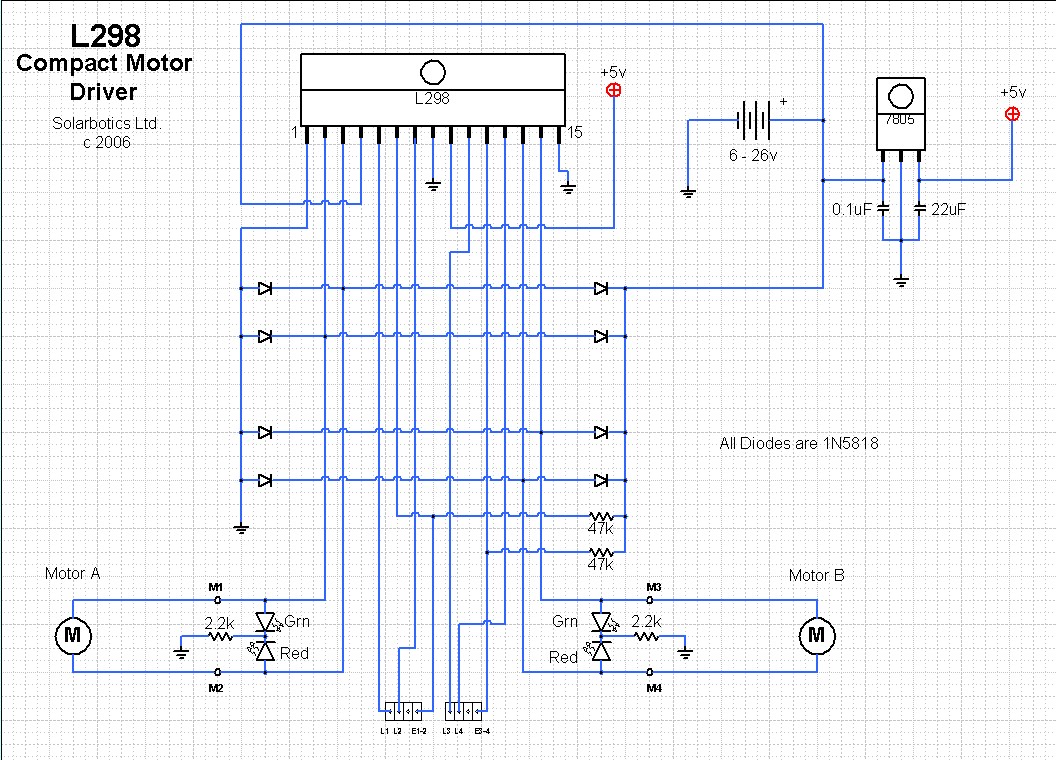 L298
Compact Motor
Driver
Solarbotics Ltd.
c 2006
L298
1
15
+5v
+
6 - 26v
7805
+5v
0.1uF
22uF
All Diodes are 1N5818
47k
47k
Motor A
M1
2.2k
Grn
M
Red
M2
Motor B
M3
Grn
2.2k
M
Red
M4
L1 L2 E1-2
L3 L4 E3-4